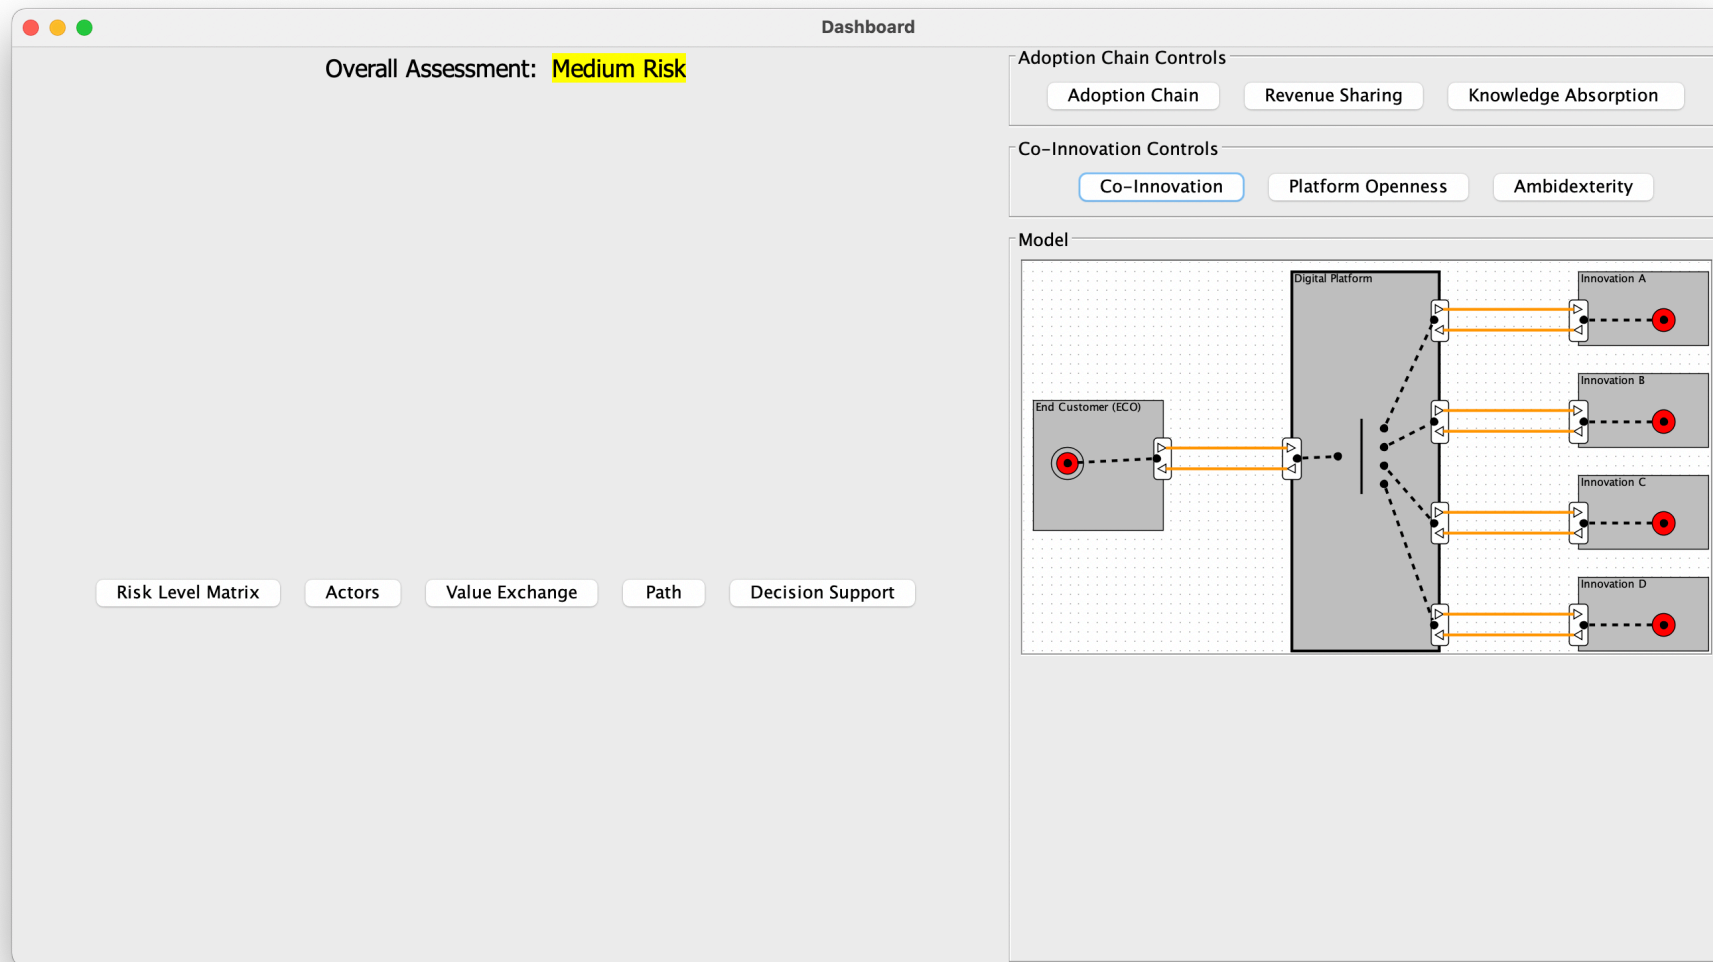 Dashboard
Overall Assessment: Medium Risk
Adoption Chain Controls
Adoption Chain
Revenue Sharing
Knowledge Absorption
Co-Innovation Controls
Co-Innovation
Platform Openness
Ambidexterity
Model
Digital Platform
Innovation A
Innovation B
End Customer (ECO)
Innovation C
Innovation D
Risk Level Matrix
Actors
Value Exchange
Path
Decision Support